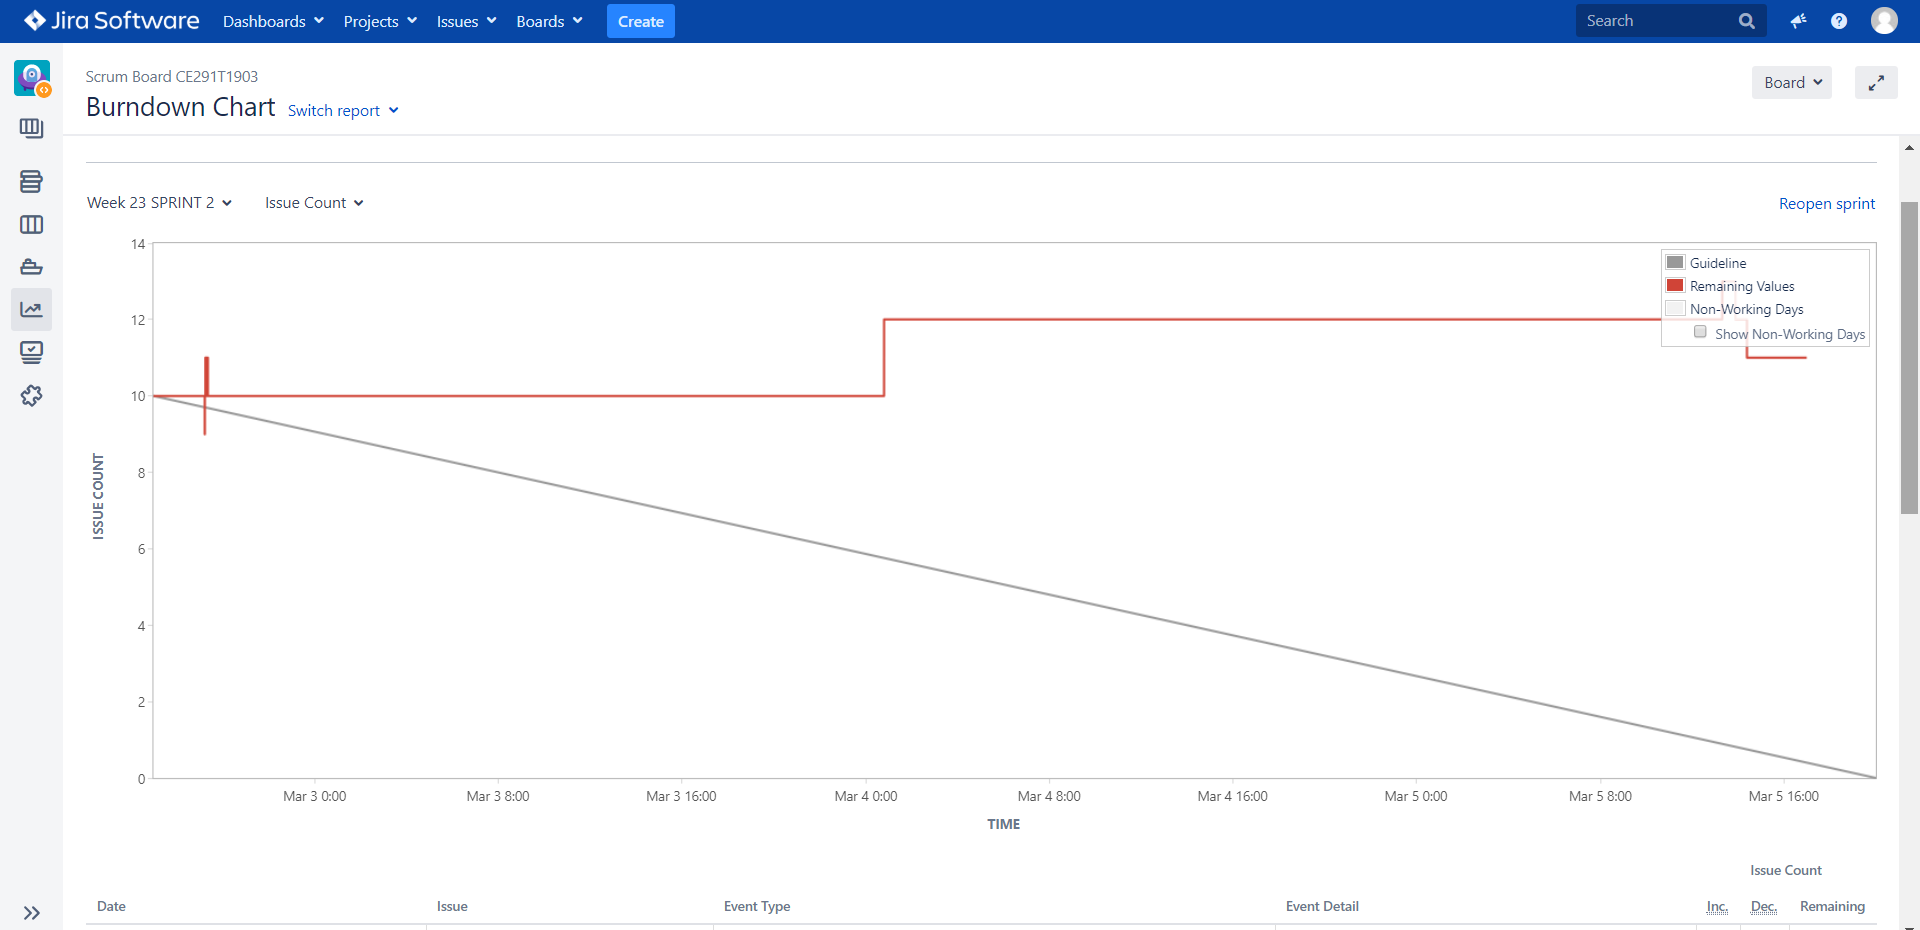 Jira Software Dashboards Projects Issues Boards Create Search
Scrum Board CE291T1903
Burndown Chart Switch report
Board
Week 23 SPRINT 2 Issue Count
Reopen sprint
Guideline
Remaining Values
Non-Working Days
Show Non-Working Days
14
12
10
8
6
4
2
0
ISSUE COUNT
Mar 3 0:00 Mar 3 8:00 Mar 3 16:00 Mar 4 0:00 Mar 4 8:00 Mar 4 16:00 Mar 5 0:00 Mar 5 8:00 Mar 5 16:00
TIME
Issue Count
Date Issue Event Type Event Detail Inc. Dec. Remaining